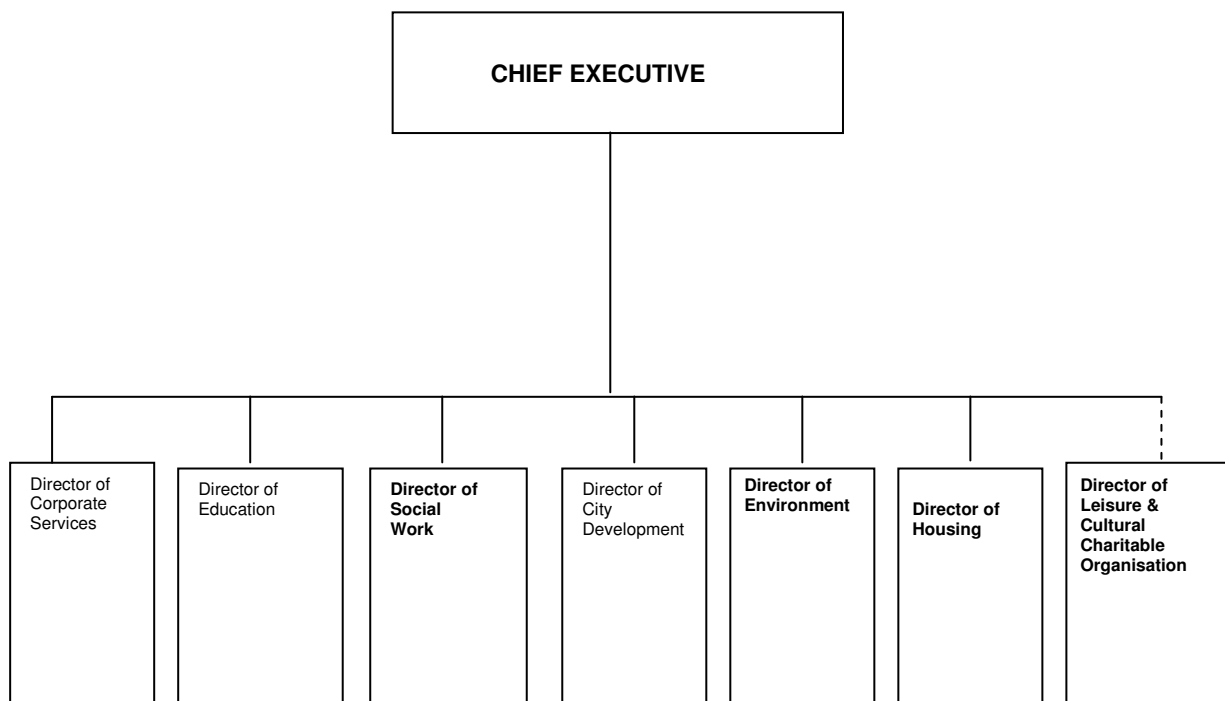 CHIEF EXECUTIVE
Director of
Corporate
Services
Director of
Education
Director of
Social
Work
Director of
City
Development
Director of
Environment
Director of
Housing
Director of
Leisure &
Cultural
Charitable
Organisation